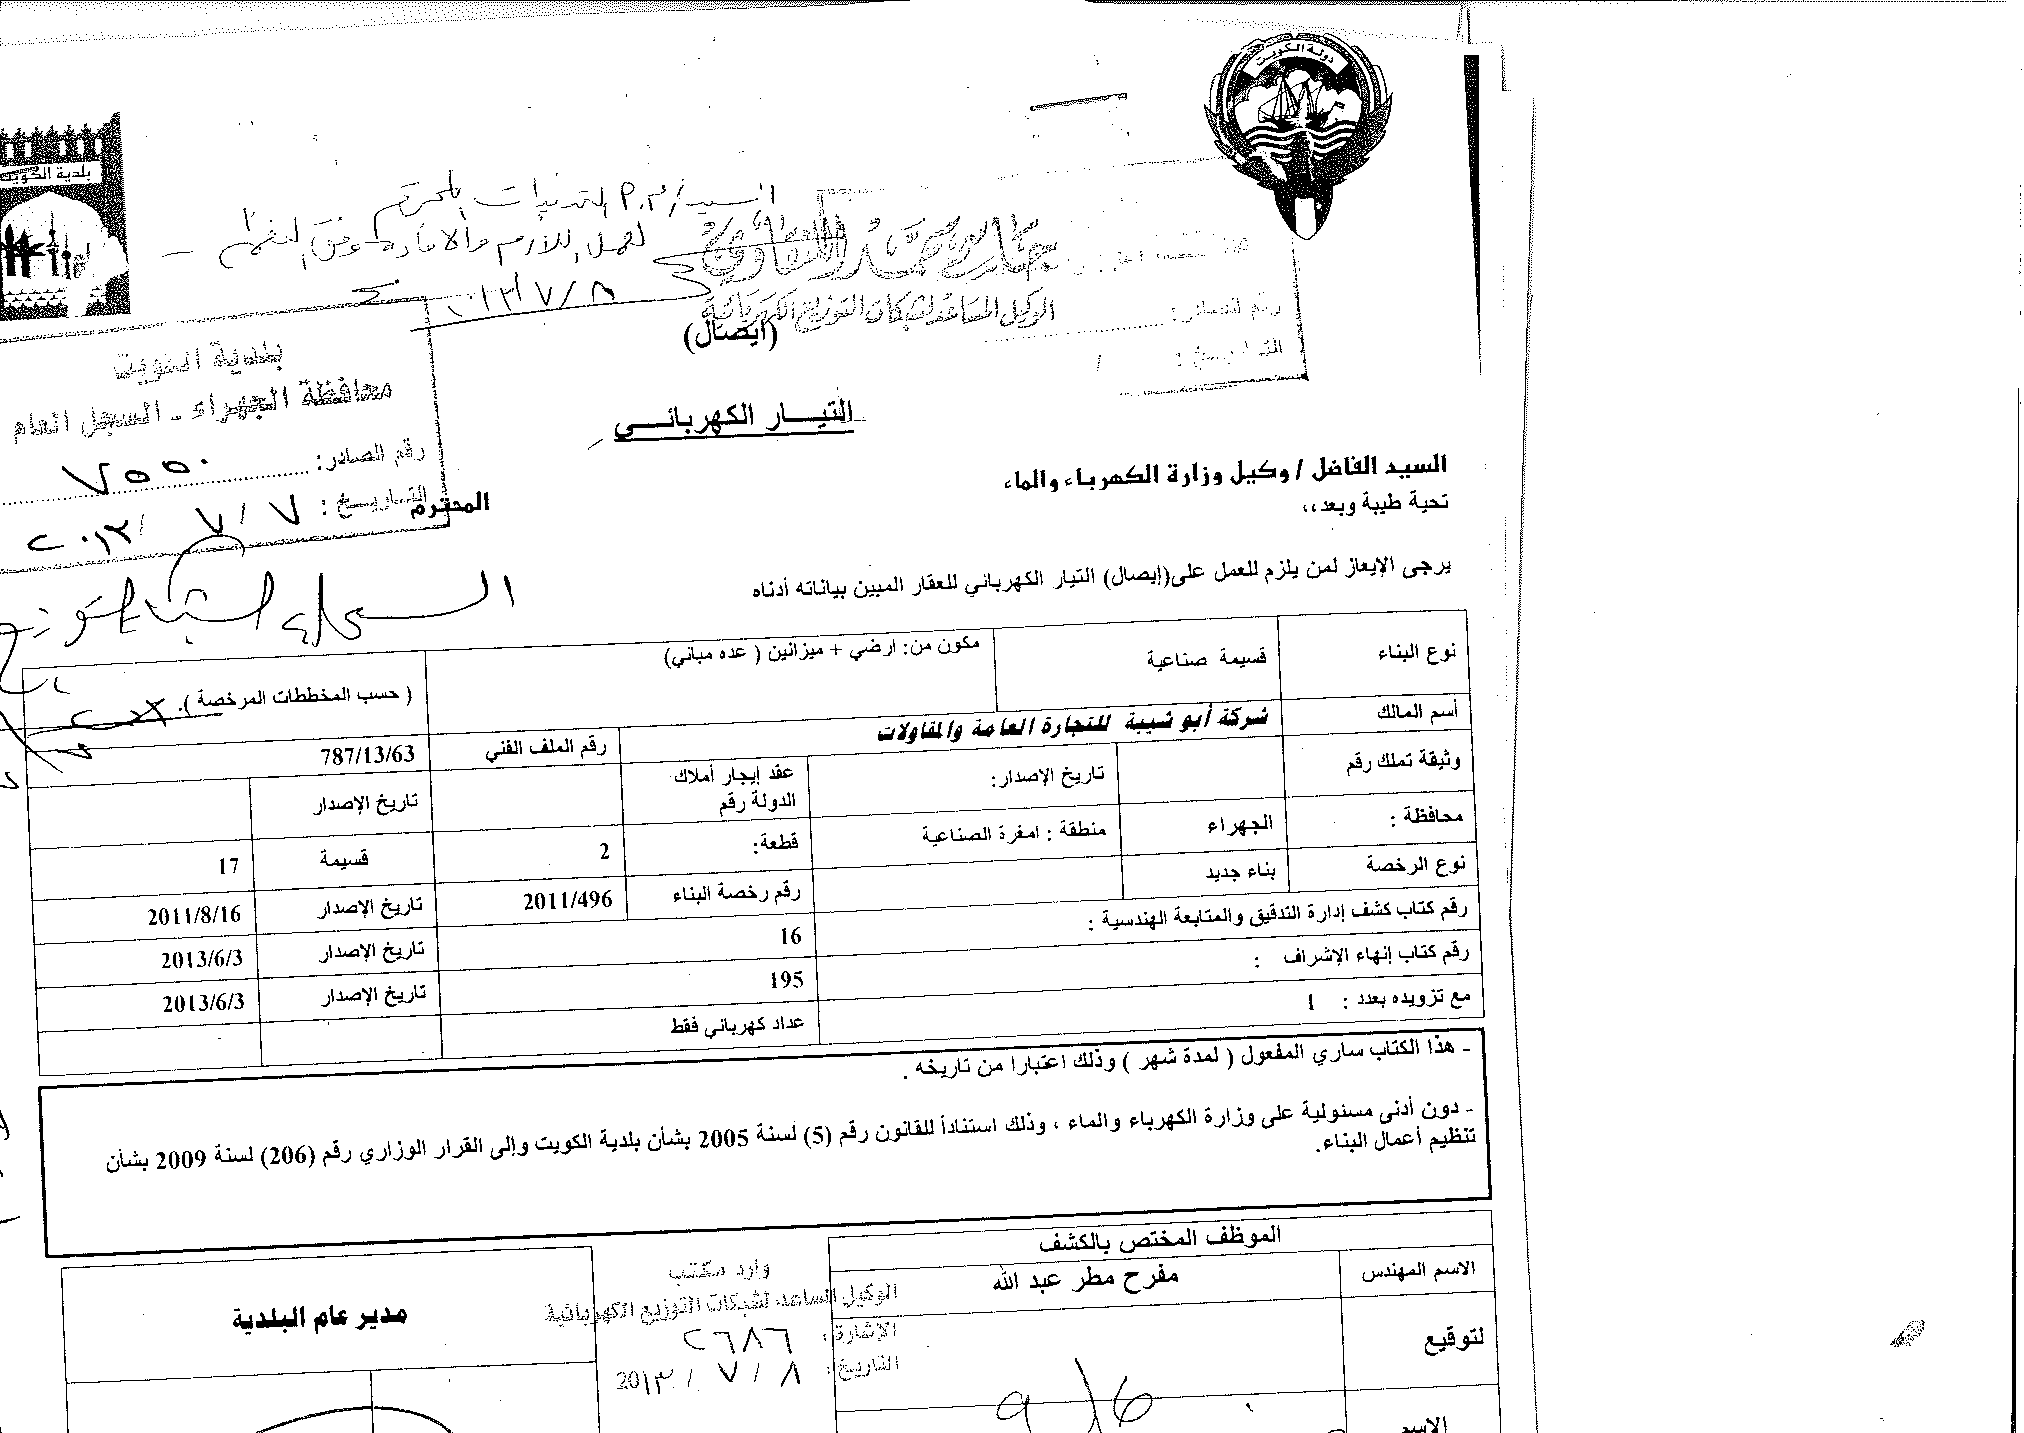 دولة الكويت
بلدية الكويت
السيد/ م.م التمديدات المحترم
لعمل اللازم والافادة وفق النظم
٢٠١٣/٧/٨
الوكيل المساعد لشبكات التوزيع الكهربائية
رقم الصادر:
التاريخ: /
(ايصال)
بلدية الكويت
محافظة الجهراء - السجل العام
رقم الصادر: ٧٥٥٠
التاريخ: ٧ / ٧ / ٢٠١٣
التيـــار الكهربائـــي
السيد الفاضل / وكيل وزارة الكهرباء والماء المحترم
تحية طيبة وبعد،،
يرجى الإيعاز لمن يلزم للعمل على(إيصال) التيار الكهربائي للعقار المبين بياناته أدناه
نوع البناء قسيمة صناعية مكون من: ارضي + ميزانين ( عده مباني) ( حسب المخططات المرخصة ).
أسم المالك شركة أبو شيبة للتجارة العامة والمقاولات رقم الملف الفني 787/13/63
وثيقة تملك رقم تاريخ الإصدار: عقد إيجار أملاك الدولة رقم تاريخ الإصدار
محافظة : الجهراء منطقة : امغرة الصناعية قطعة: 2 قسيمة 17
نوع الرخصة بناء جديد رقم رخصة البناء 2011/496 تاريخ الإصدار 2011/8/16
رقم كتاب كشف إدارة التدقيق والمتابعة الهندسية : 16 تاريخ الإصدار 2013/6/3
رقم كتاب إنهاء الإشراف : 195 تاريخ الإصدار 2013/6/3
مع تزويده بعدد : 1 عداد كهربائي فقط
- هذا الكتاب ساري المفعول ( لمدة شهر ) وذلك اعتبارا من تاريخه .
- دون أدنى مسئولية على وزارة الكهرباء والماء ، وذلك استناداً للقانون رقم (5) لسنة 2005 بشأن بلدية الكويت وإلى القرار الوزاري رقم (206) لسنة 2009 بشأن
تنظيم أعمال البناء.
الموظف المختص بالكشف
الاسم المهندس مفرح مطر عبد الله
لتوقيع
الاسم
وارد مكتب
الوكيل المساعد لشبكات التوزيع الكهربائية
الإشارة: ٢٦٨٦
التاريخ: ٨ / ٧ / 20١٣
مدير عام البلدية